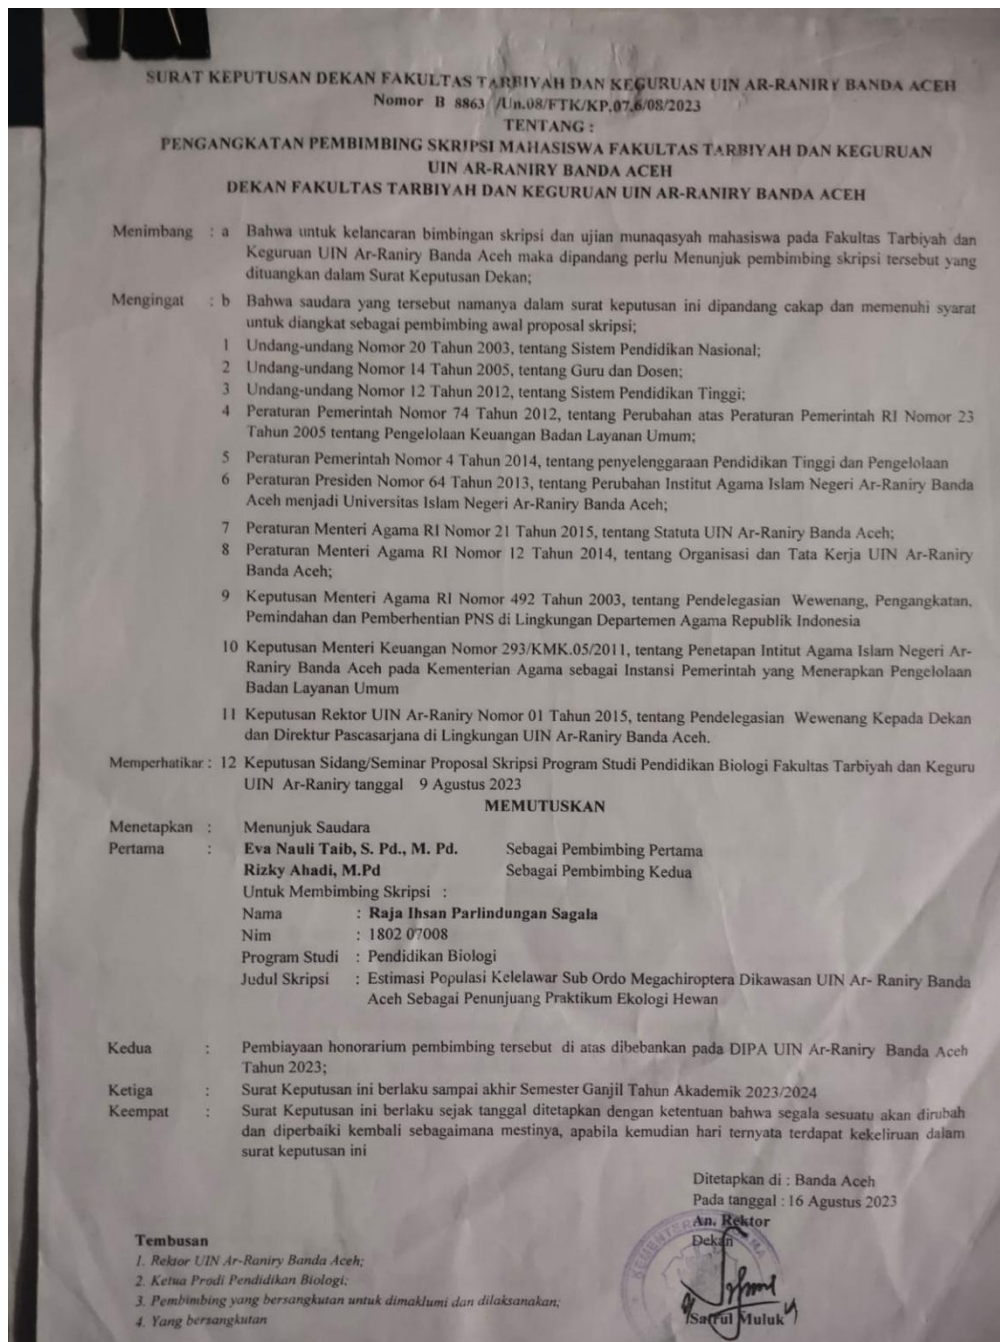 SURAT KEPUTUSAN DEKAN FAKULTAS TARBIYAH DAN KEGURUAN UIN AR-RANIRY BANDA ACEH
Nomor B 8863 /Un.08/FTK/KP.07.6/08/2023
TENTANG :
PENGANGKATAN PEMBIMBING SKRIPSI MAHASISWA FAKULTAS TARBIYAH DAN KEGURUAN
UIN AR-RANIRY BANDA ACEH
DEKAN FAKULTAS TARBIYAH DAN KEGURUAN UIN AR-RANIRY BANDA ACEH
Menimbang : a Bahwa untuk kelancaran bimbingan skripsi dan ujian munaqasyah mahasiswa pada Fakultas Tarbiyah dan
Keguruan UIN Ar-Raniry Banda Aceh maka dipandang perlu Menunjuk pembimbing skripsi tersebut yang
dituangkan dalam Surat Keputusan Dekan;
Mengingat : b Bahwa saudara yang tersebut namanya dalam surat keputusan ini dipandang cakap dan memenuhi syarat
untuk diangkat sebagai pembimbing awal proposal skripsi;
1 Undang-undang Nomor 20 Tahun 2003, tentang Sistem Pendidikan Nasional;
2 Undang-undang Nomor 14 Tahun 2005, tentang Guru dan Dosen;
3 Undang-undang Nomor 12 Tahun 2012, tentang Sistem Pendidikan Tinggi;
4 Peraturan Pemerintah Nomor 74 Tahun 2012, tentang Perubahan atas Peraturan Pemerintah RI Nomor 23
Tahun 2005 tentang Pengelolaan Keuangan Badan Layanan Umum;
5 Peraturan Pemerintah Nomor 4 Tahun 2014, tentang penyelenggaraan Pendidikan Tinggi dan Pengelolaan
6 Peraturan Presiden Nomor 64 Tahun 2013, tentang Perubahan Institut Agama Islam Negeri Ar-Raniry Banda
Aceh menjadi Universitas Islam Negeri Ar-Raniry Banda Aceh;
7 Peraturan Menteri Agama RI Nomor 21 Tahun 2015, tentang Statuta UIN Ar-Raniry Banda Aceh;
8 Peraturan Menteri Agama RI Nomor 12 Tahun 2014, tentang Organisasi dan Tata Kerja UIN Ar-Raniry
Banda Aceh;
9 Keputusan Menteri Agama RI Nomor 492 Tahun 2003, tentang Pendelegasian Wewenang, Pengangkatan,
Pemindahan dan Pemberhentian PNS di Lingkungan Departemen Agama Republik Indonesia
10 Keputusan Menteri Keuangan Nomor 293/KMK.05/2011, tentang Penetapan Intitut Agama Islam Negeri Ar-
Raniry Banda Aceh pada Kementerian Agama sebagai Instansi Pemerintah yang Menerapkan Pengelolaan
Badan Layanan Umum
11 Keputusan Rektor UIN Ar-Raniry Nomor 01 Tahun 2015, tentang Pendelegasian Wewenang Kepada Dekan
dan Direktur Pascasarjana di Lingkungan UIN Ar-Raniry Banda Aceh.
Memperhatikar : 12 Keputusan Sidang/Seminar Proposal Skripsi Program Studi Pendidikan Biologi Fakultas Tarbiyah dan Keguru
UIN Ar-Raniry tanggal 9 Agustus 2023
MEMUTUSKAN
Menetapkan : Menunjuk Saudara
Pertama : Eva Nauli Taib, S. Pd., M. Pd. Sebagai Pembimbing Pertama
Rizky Ahadi, M.Pd Sebagai Pembimbing Kedua
Untuk Membimbing Skripsi :
Nama : Raja Ihsan Parlindungan Sagala
Nim : 1802 07008
Program Studi : Pendidikan Biologi
Judul Skripsi : Estimasi Populasi Kelelawar Sub Ordo Megachiroptera Dikawasan UIN Ar- Raniry Banda
Aceh Sebagai Penunjuang Praktikum Ekologi Hewan
Kedua : Pembiayaan honorarium pembimbing tersebut di atas dibebankan pada DIPA UIN Ar-Raniry Banda Aceh
Tahun 2023;
Ketiga : Surat Keputusan ini berlaku sampai akhir Semester Ganjil Tahun Akademik 2023/2024
Keempat : Surat Keputusan ini berlaku sejak tanggal ditetapkan dengan ketentuan bahwa segala sesuatu akan dirubah
dan diperbaiki kembali sebagaimana mestinya, apabila kemudian hari ternyata terdapat kekeliruan dalam
surat keputusan ini
Ditetapkan di : Banda Aceh
Pada tanggal : 16 Agustus 2023
An. Rektor
Dekan
Safrul Muluk
Tembusan
1. Rektor UIN Ar-Raniry Banda Aceh;
2. Ketua Prodi Pendidikan Biologi;
3. Pembimbing yang bersangkutan untuk dimaklumi dan dilaksanakan;
4. Yang bersangkutan